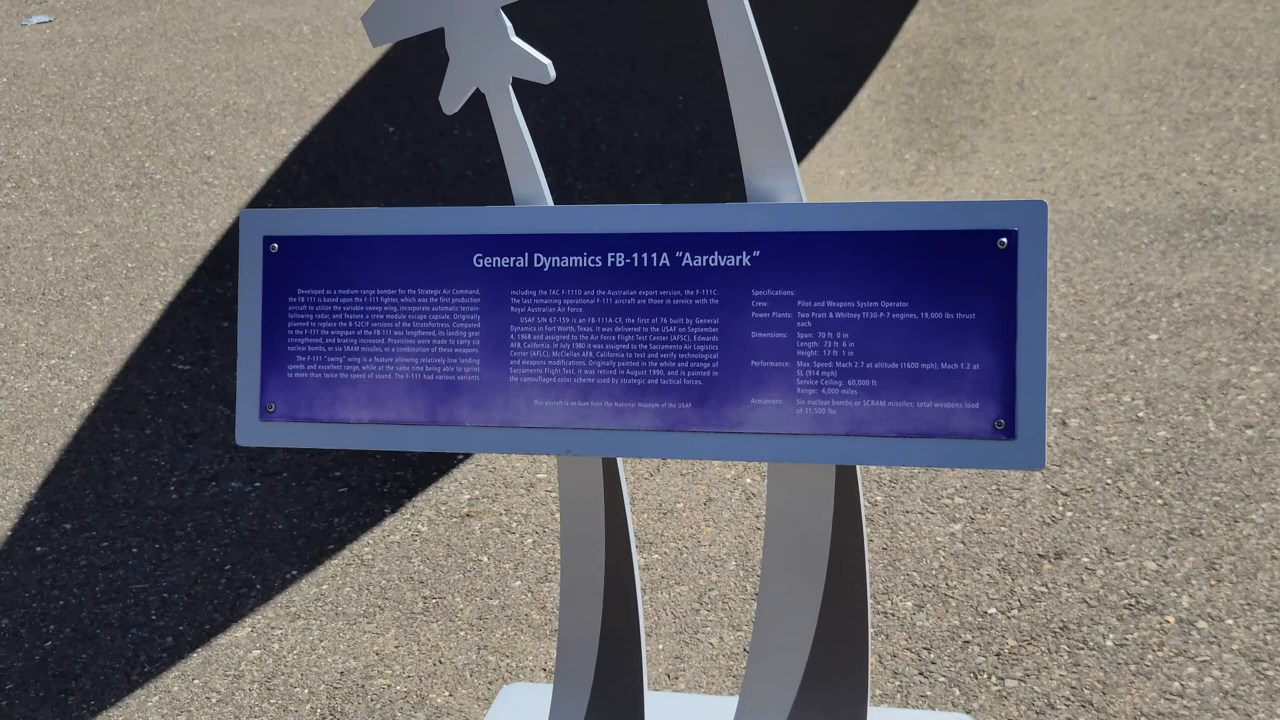 General Dynamics FB-111A “Aardvark”
Developed as a medium-range bomber for the Strategic Air Command,
the FB-111 is based upon the F-111 fighter, which was the first production
aircraft to utilize the variable sweep wing, incorporate automatic terrain-
following radar, and feature a crew module escape capsule. Originally
planned to replace the B-52C/F versions of the Stratofortress. Compared
to the F-111 the wingspan of the FB-111 was lengthened, its landing gear
strengthened, and braking increased. Provisions were made to carry six
nuclear bombs, or six SRAM missiles, or a combination of these weapons.
The F-111 “swing” wing is a feature allowing relatively low landing
speeds and excellent range, while at the same time being able to sprint
to more than twice the speed of sound. The F-111 had various variants
including the TAC F-111D and the Australian export version, the F-111C.
The last remaining operational F-111 aircraft are those in service with the
Royal Australian Air Force.
USAF S/N 67-159 is an FB-111A-CF, the first of 76 built by General
Dynamics in Fort Worth, Texas. It was delivered to the USAF on September
4, 1968 and assigned to the Air Force Flight Test Center (AFSC), Edwards
AFB, California. In July 1980 it was assigned to the Sacramento Air Logistics
Center (AFLC), McClellan AFB, California to test and verify technological
and weapons modifications. Originally painted in the white and orange of
Sacramento Flight Test, it was retired in August 1990, and is painted in
the camouflaged color scheme used by strategic and tactical forces.
This aircraft is on loan from The National Museum of the USAF
Specifications:
Crew: Pilot and Weapons System Operator
Power Plants: Two Pratt & Whitney TF30-P-7 engines, 19,000 lbs thrust
each
Dimensions: Span: 70 ft 0 in
Length: 73 ft 6 in
Height: 17 ft 1 in
Performance: Max. Speed: Mach 2.7 at altitude (1600 mph); Mach 1.2 at
SL (914 mph)
Service Ceiling: 60,000 ft
Range: 4,000 miles
Armament: Six nuclear bombs or SCRAM missiles; total weapons load
of 31,500 lbs